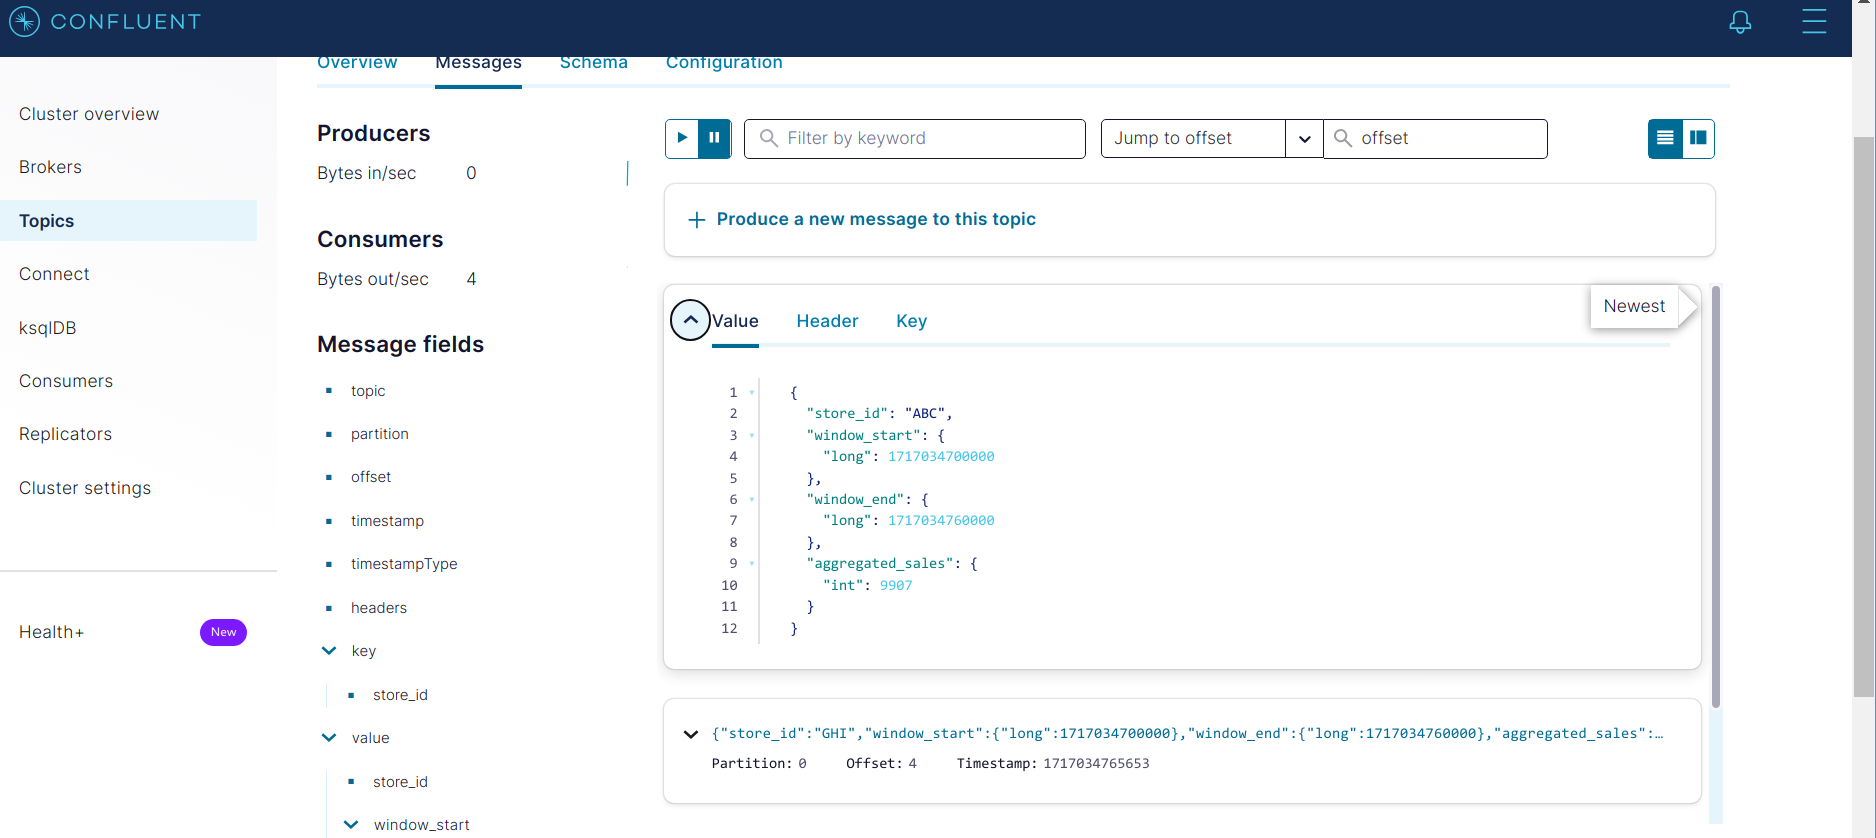 CONFLUENT
Overview Messages Schema Configuration
Cluster overview
Brokers
Topics
Connect
ksqlDB
Consumers
Replicators
Cluster settings
Health+ New
Producers
Bytes in/sec 0
Consumers
Bytes out/sec 4
Message fields
topic
partition
offset
timestamp
timestampType
headers
key
store_id
value
store_id
window_start
Filter by keyword
Jump to offset
offset
Produce a new message to this topic
Newest
Value Header Key
1 {
2 "store_id": "ABC",
3 "window_start": {
4 "long": 1717034700000
5 },
6 "window_end": {
7 "long": 1717034760000
8 },
9 "aggregated_sales": {
10 "int": 9907
11 }
12 }
{"store_id":"GHI","window_start":{"long":1717034700000},"window_end":{"long":1717034760000},"aggregated_sales":…
Partition: 0 Offset: 4 Timestamp: 1717034765653